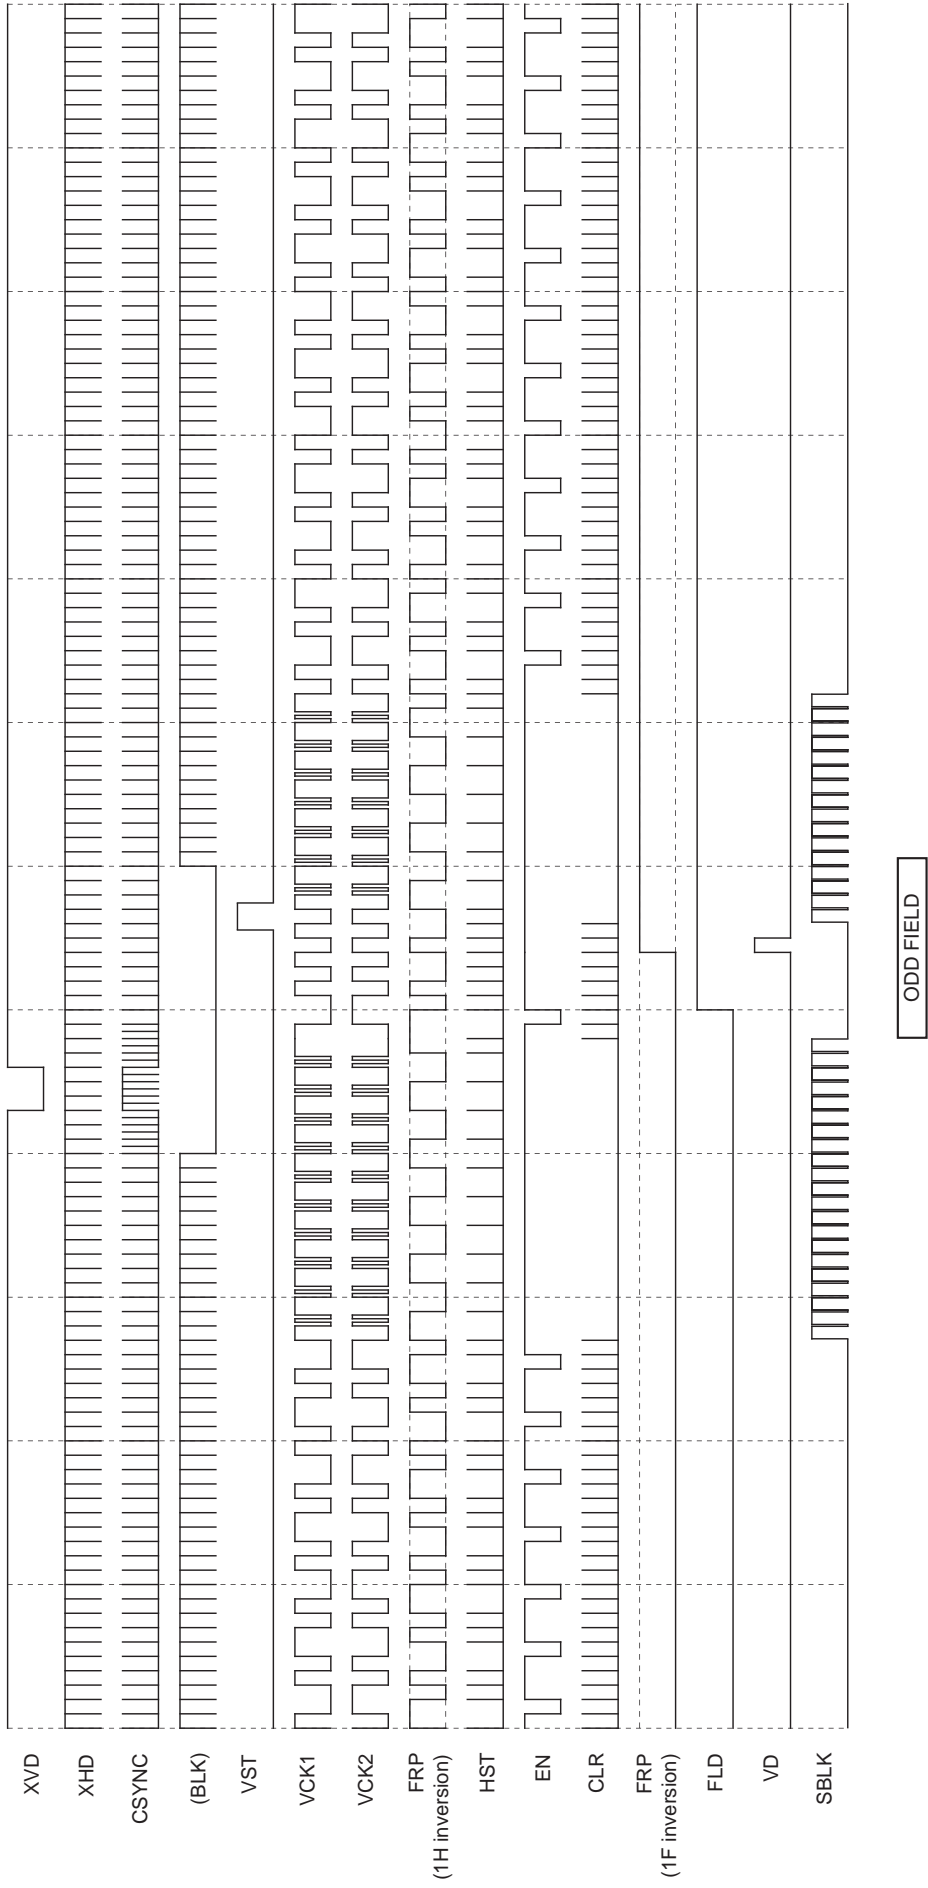 XVD
XHD
CSYNC
(BLK)
VST
VCK1
VCK2
FRP
(1H inversion)
HST
EN
CLR
FRP
(1F inversion)
FLD
VD
SBLK
ODD FIELD